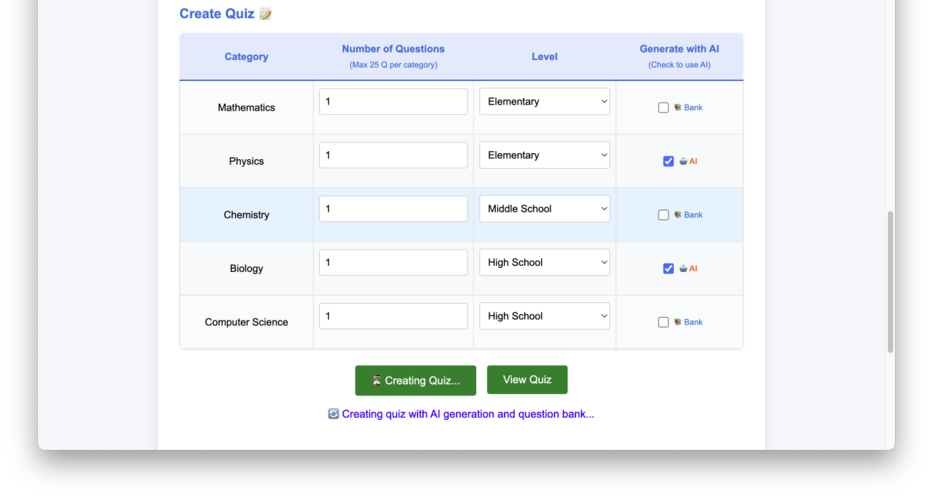 Create Quiz 📝
Category Number of Questions Level Generate with AI
(Max 25 Q per category) (Check to use AI)
Mathematics 1 Elementary Bank
Physics 1 Elementary AI
Chemistry 1 Middle School Bank
Biology 1 High School AI
Computer Science 1 High School Bank
⏳ Creating Quiz... View Quiz
🔄 Creating quiz with AI generation and question bank...